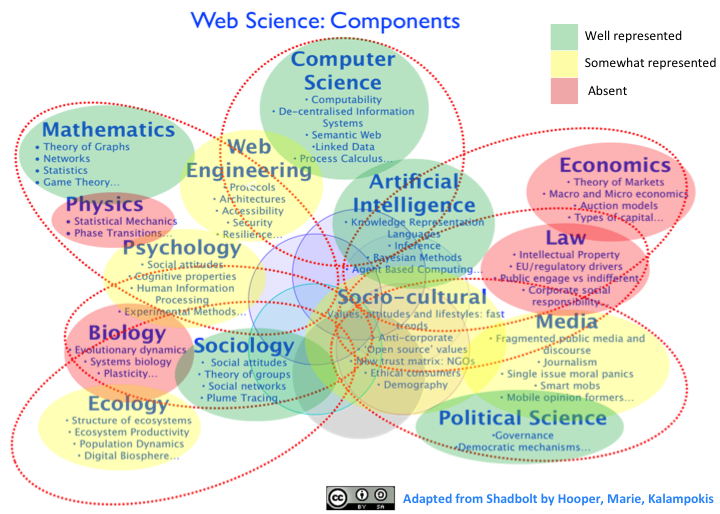 Web Science: Components
Well represented
Somewhat represented
Absent
Computer
Science
• Computability
• De-centralised Information
Systems
• Semantic Web
•Linked Data
• Process Calculus...
Mathematics
• Theory of Graphs
• Networks
• Statistics
• Game Theory...
Web
Engineering
• Protocols
• Architectures
• Accessibility
• Security
• Resilience...
Artificial
Intelligence
• Knowledge Representation
Languages
• Inference
• Bayesian Methods
• Agent Based Computing...
Economics
• Theory of Markets
• Macro and Micro economics
• Auction models
• Types of capital...
Physics
• Statistical Mechanics
• Phase Transitions...
Law
• Intellectual Property
• EU/regulatory drivers
Public engage vs indifferent
• Corporate social
responsibility...
Psychology
• Social attitudes
• Cognitive properties
• Human Information
Processing
• Experimental Methods...
Socio-cultural
Values, attitudes and lifestyles: fast
trends
• Anti-corporate
'Open source' values
• New trust matrix: NGOs
• Ethical consumers
• Demography
Media
• Fragmented public media and
discourse
• Journalism
• Single issue moral panics
• Smart mobs
• Mobile opinion formers...
Biology
• Evolutionary dynamics
• Systems biology
• Plasticity...
Sociology
• Social attitudes
• Theory of groups
• Social networks
• Plume Tracing...
Ecology
• Structure of ecosystems
• Ecosystem Productivity
• Population Dynamics
• Digital Biosphere...
Political Science
•Governance
•Democratic mechanisms...
cc BY SA
Adapted from Shadbolt by Hooper, Marie, Kalampokis